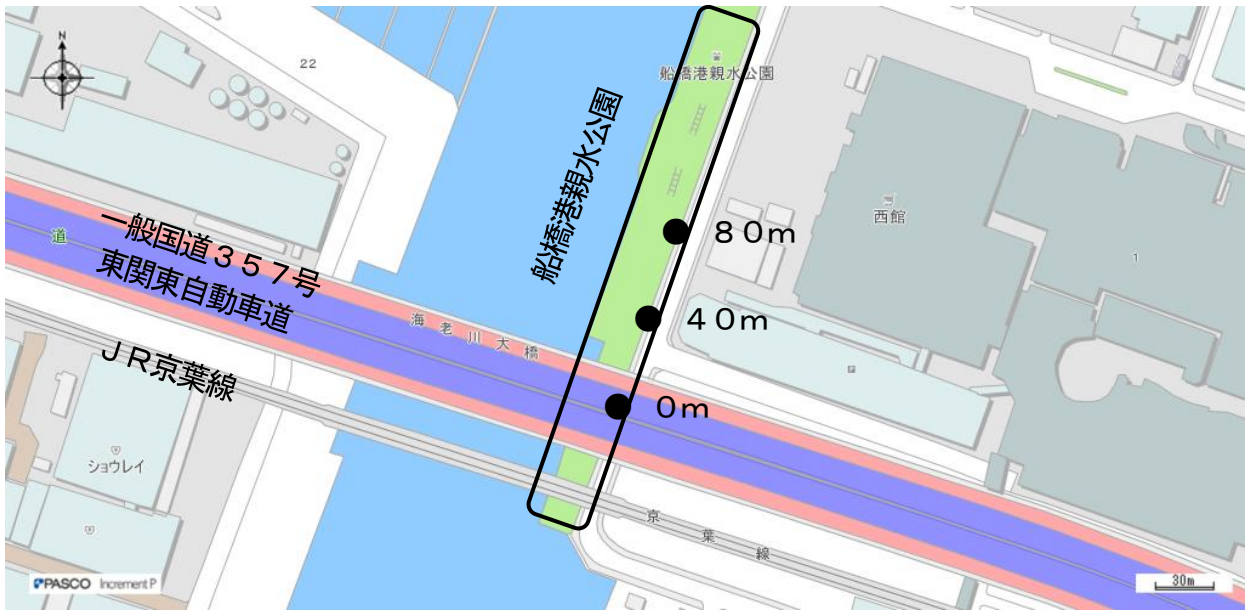 N
22
船橋港親水公園
船橋港親水公園
西館
1
８０ｍ
道
一般国道３５７号
東関東自動車道
４０ｍ
海老川大橋
ＪＲ京葉線
P
０ｍ
ショウレイ
京葉線
PASCO Increment P
30m